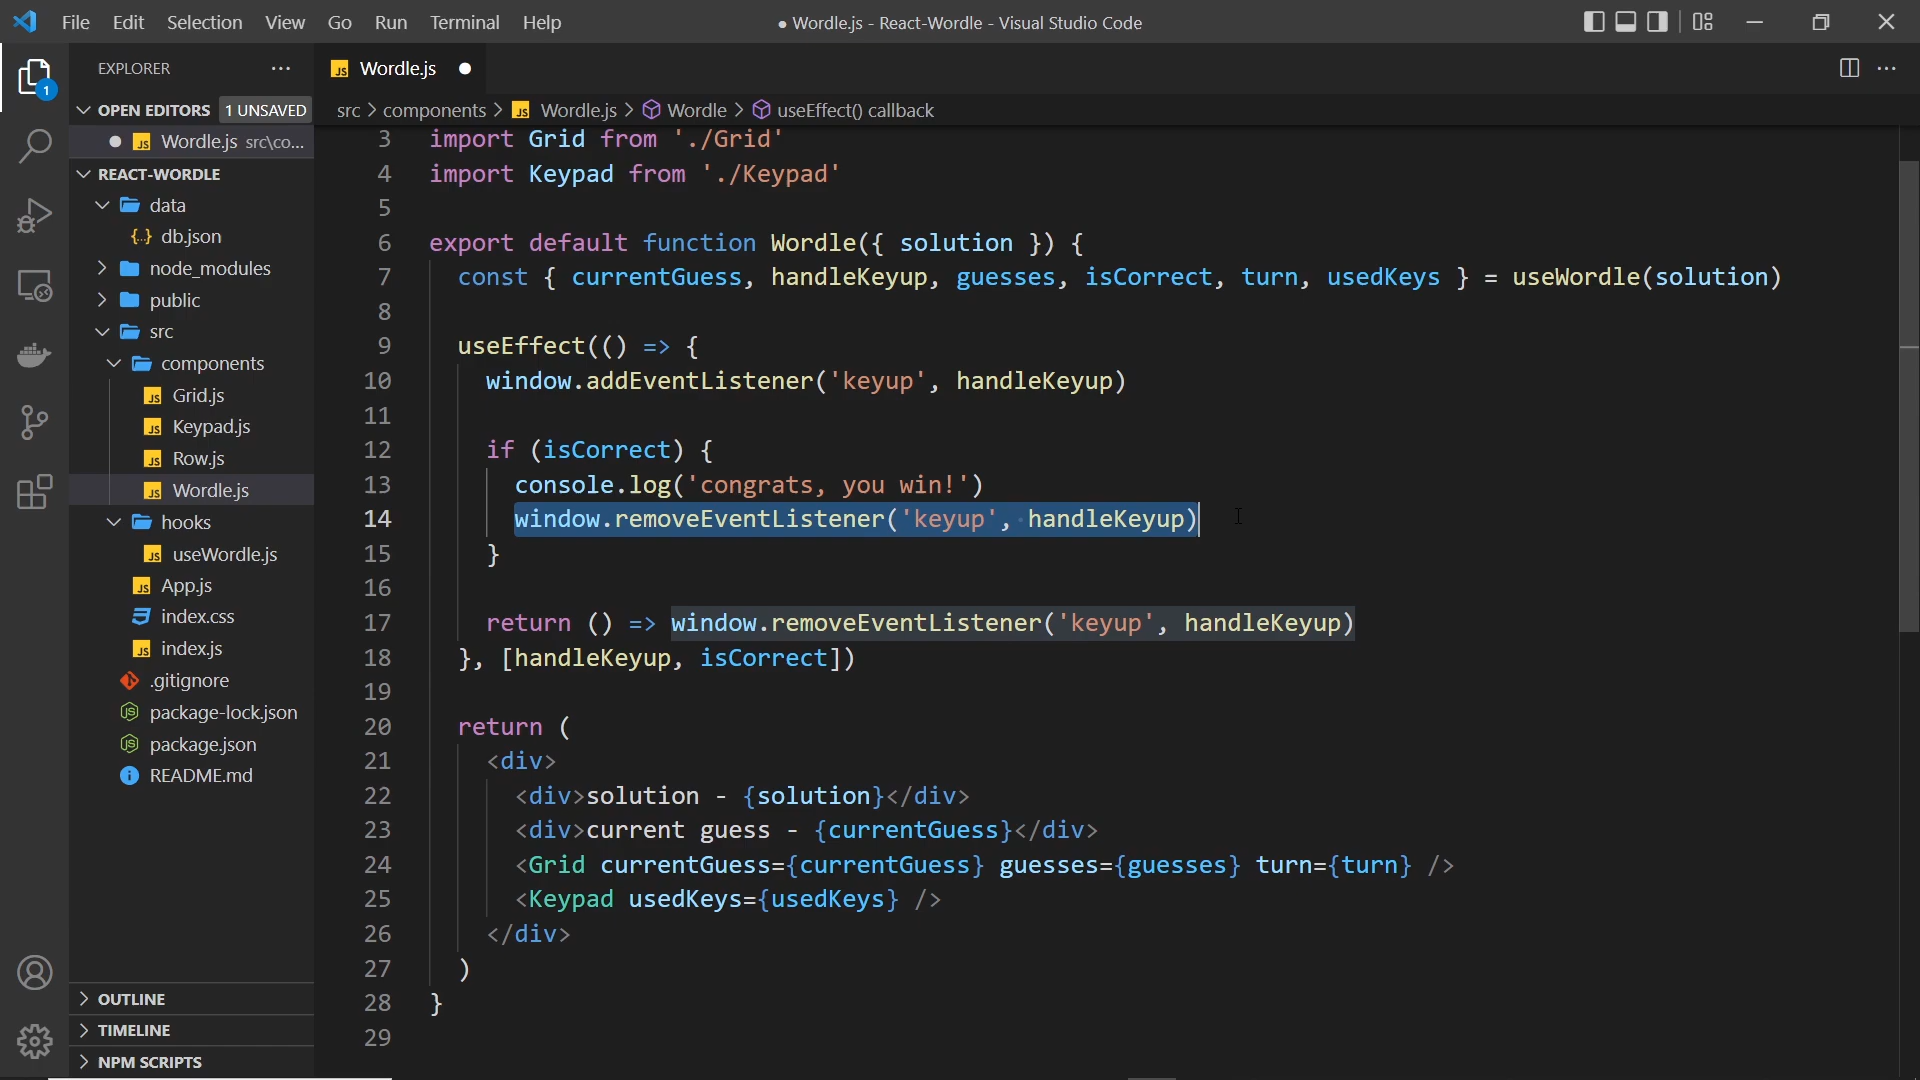 File Edit Selection View Go Run Terminal Help
● Wordle.js - React-Wordle - Visual Studio Code
EXPLORER
JS Wordle.js
1
OPEN EDITORS 1 UNSAVED
src > components > JS Wordle.js > Wordle > useEffect() callback
JS Wordle.js src\co...
REACT-WORDLE
data
{..} db.json
node_modules
public
src
components
JS Grid.js
JS Keypad.js
JS Row.js
JS Wordle.js
hooks
JS useWordle.js
JS App.js
index.css
JS index.js
.gitignore
package-lock.json
package.json
README.md
OUTLINE
TIMELINE
NPM SCRIPTS
3 import Grid from './Grid'
4 import Keypad from './Keypad'
5
6 export default function Wordle({ solution }) {
7 const { currentGuess, handleKeyup, guesses, isCorrect, turn, usedKeys } = useWordle(solution)
8
9 useEffect(() => {
10 window.addEventListener('keyup', handleKeyup)
11
12 if (isCorrect) {
13 console.log('congrats, you win!')
14 window.removeEventListener('keyup', handleKeyup)
15 }
16
17 return () => window.removeEventListener('keyup', handleKeyup)
18 }, [handleKeyup, isCorrect])
19
20 return (
21 <div>
22 <div>solution - {solution}</div>
23 <div>current guess - {currentGuess}</div>
24 <Grid currentGuess={currentGuess} guesses={guesses} turn={turn} />
25 <Keypad usedKeys={usedKeys} />
26 </div>
27 )
28 }
29